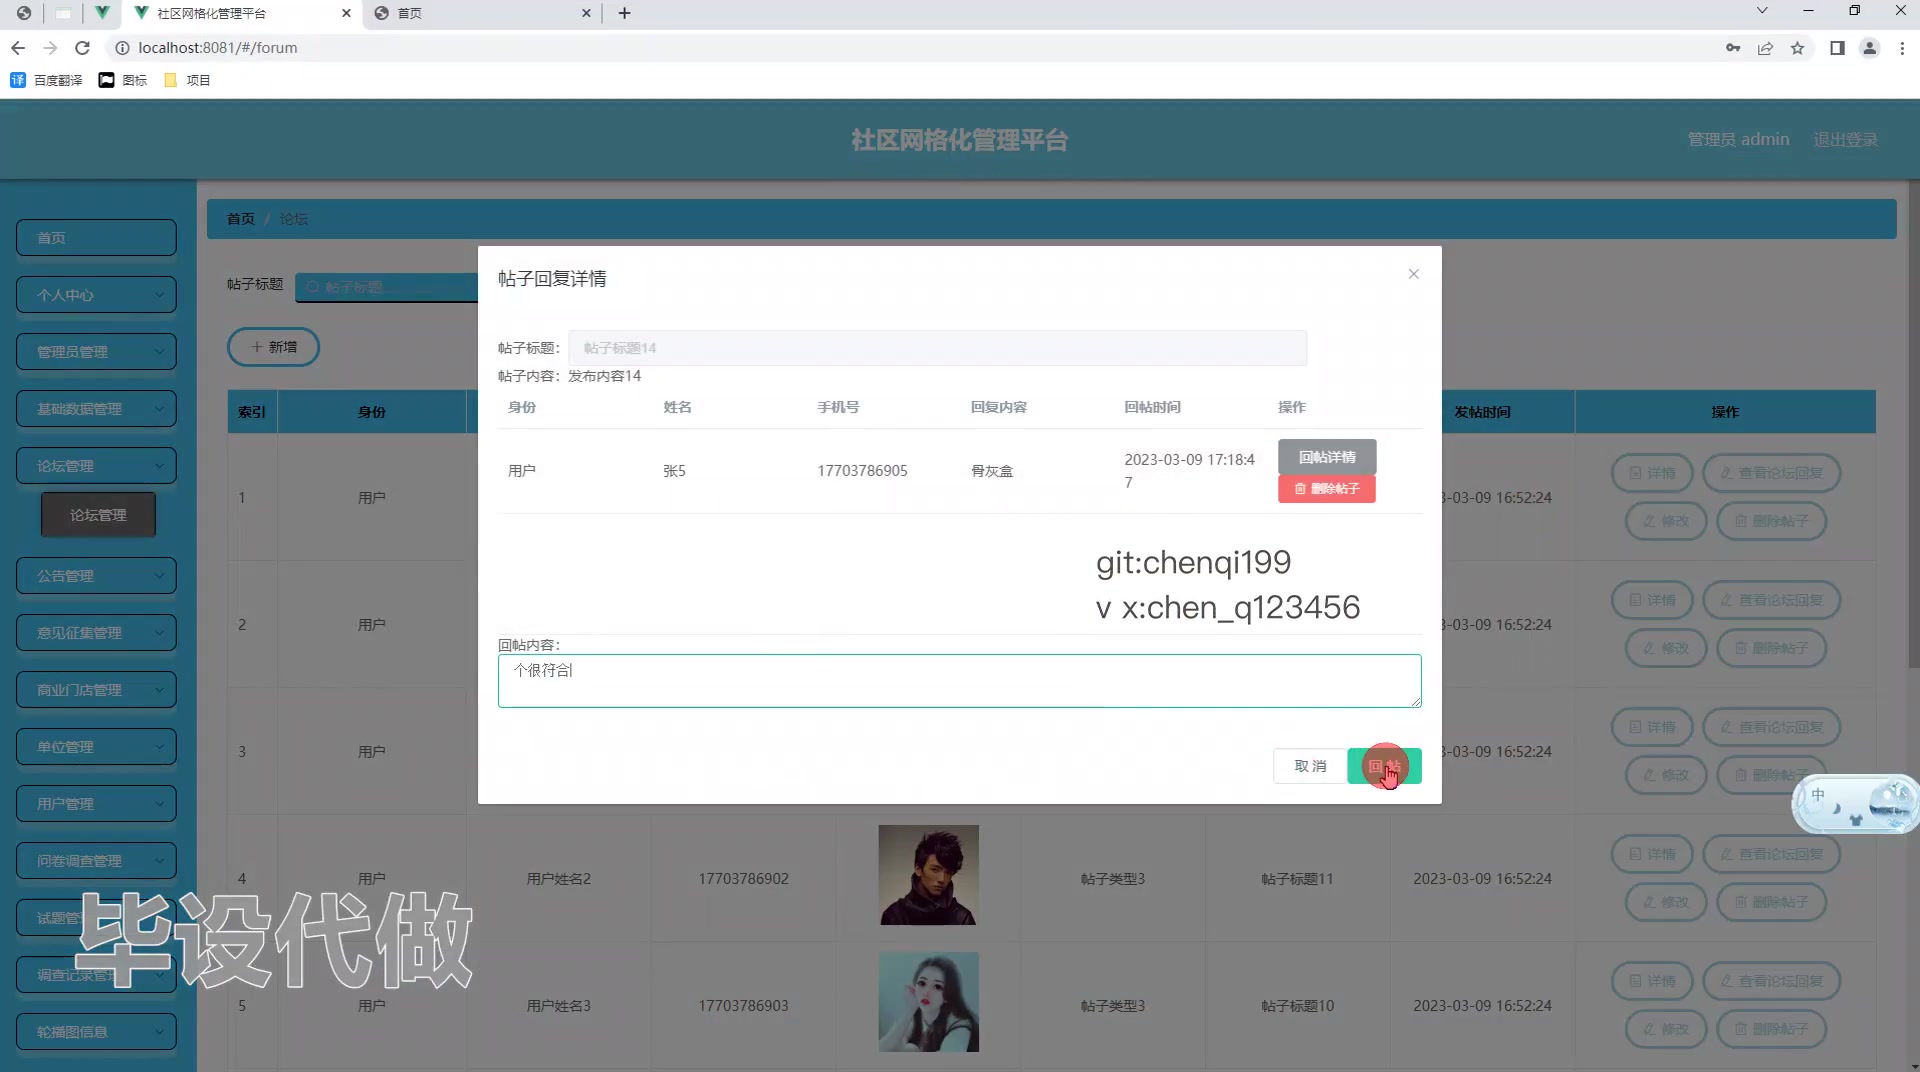 社区网格化管理平台
首页
localhost:8081/#/forum
百度翻译 图标 项目
社区网格化管理平台
管理员 admin 退出登录
首页 / 论坛
首页
个人中心
管理员管理
基础数据管理
论坛管理
论坛管理
公告管理
意见征集管理
商业门店管理
单位管理
用户管理
问卷调查管理
试题管
调查记录管理
轮播图信息
帖子标题 帖子标题
新增
索引 身份 发帖时间 操作
1 用户 3-03-09 16:52:24 详情 查看论坛回复
修改 删除帖子
2 用户 3-03-09 16:52:24 详情 查看论坛回复
修改 删除帖子
3 用户 3-03-09 16:52:24 详情 查看论坛回复
修改 删除帖子
4 用户 用户姓名2 17703786902 帖子类型3 帖子标题11 2023-03-09 16:52:24 详情 查看论坛回复
修改 删除帖子
5 用户 用户姓名3 17703786903 帖子类型3 帖子标题10 2023-03-09 16:52:24 详情 查看论坛回复
修改 删除帖子
帖子回复详情
帖子标题: 帖子标题14
帖子内容: 发布内容14
身份 姓名 手机号 回复内容 回帖时间 操作
用户 张5 17703786905 骨灰盒 2023-03-09 17:18:4
7
回帖详情
删除帖子
git:chenqi199
v x:chen_q123456
回帖内容:
个很符合
取 消 回 帖
中
毕设代做